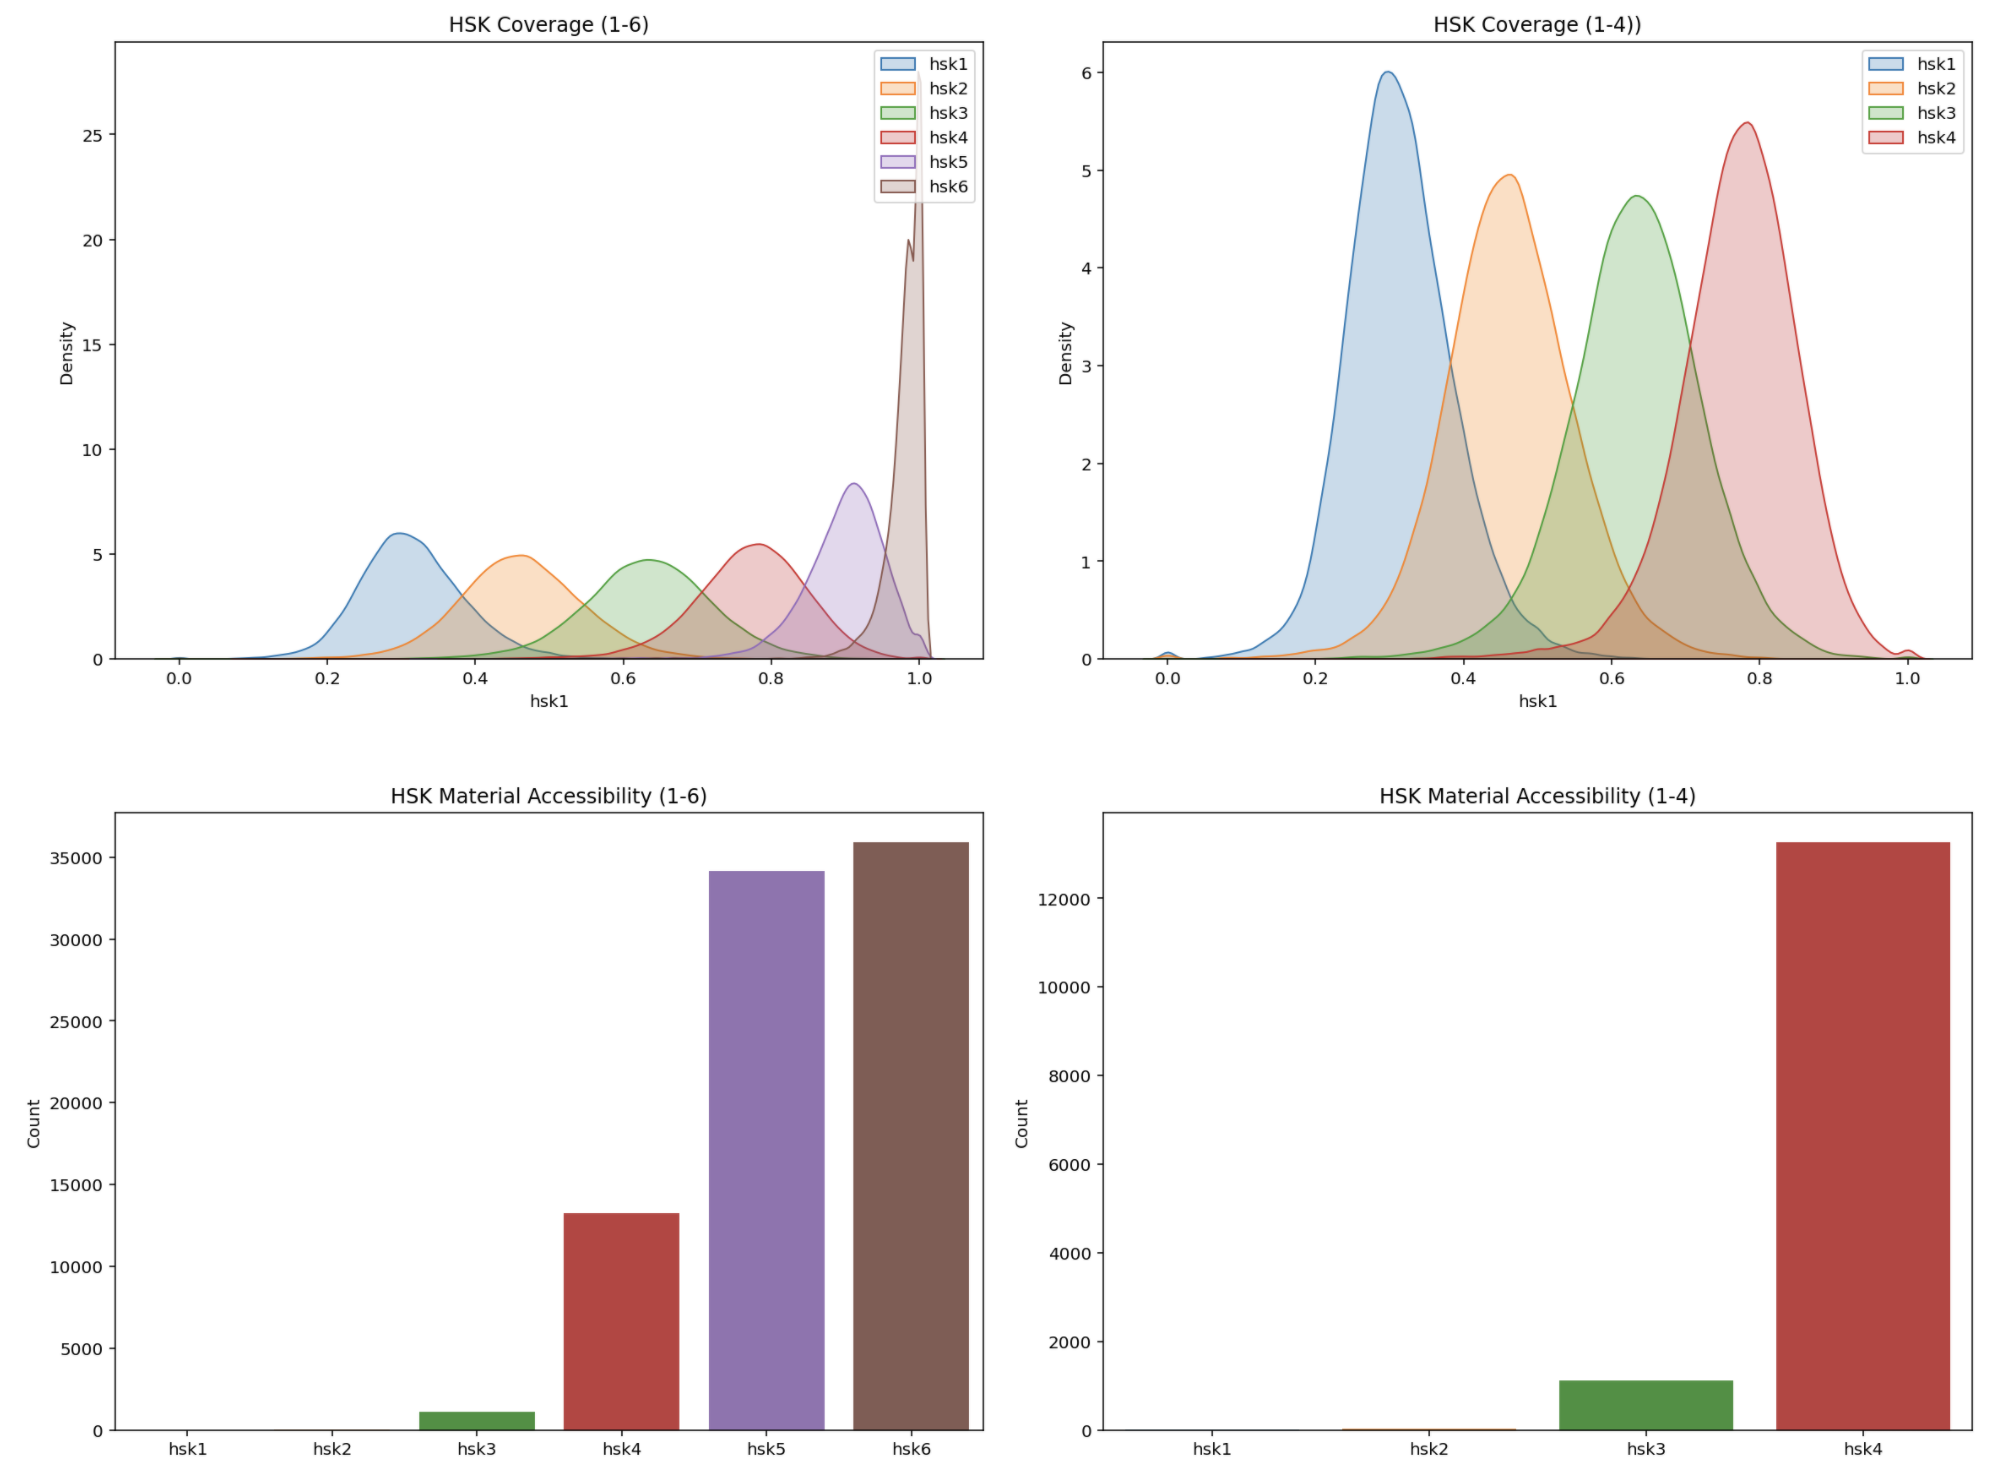 HSK Coverage (1-6)
25
20
15
10
5
0
Density
0.0 0.2 0.4 0.6 0.8 1.0
hsk1
hsk1
hsk2
hsk3
hsk4
hsk5
hsk6
HSK Coverage (1-4))
6
5
4
3
2
1
0
Density
0.0 0.2 0.4 0.6 0.8 1.0
hsk1
hsk1
hsk2
hsk3
hsk4
HSK Material Accessibility (1-6)
35000
30000
25000
20000
15000
10000
5000
0
Count
hsk1 hsk2 hsk3 hsk4 hsk5 hsk6
HSK Material Accessibility (1-4)
12000
10000
8000
6000
4000
2000
0
Count
hsk1 hsk2 hsk3 hsk4